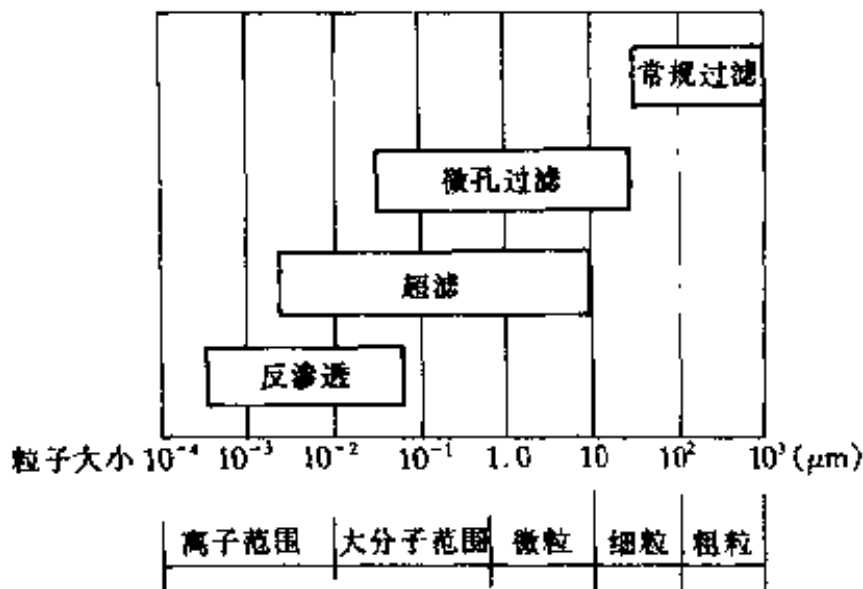 常规过滤
微孔过滤
超滤
反渗透
粒子大小 10⁻⁴ 10⁻³ 10⁻² 10⁻¹ 1.0 10 10² 10³ (μm)
离子范围 大分子范围 微粒 细粒 粗粒